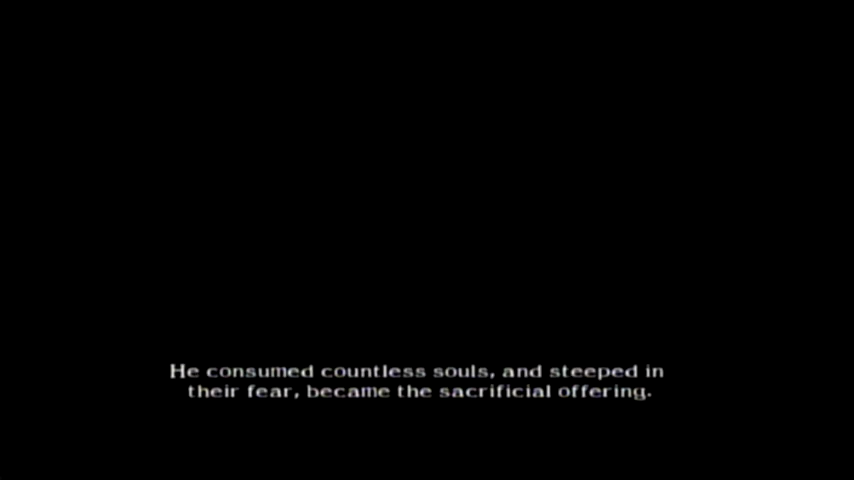 He consumed countless souls, and steeped in
their fear, became the sacrificial offering.